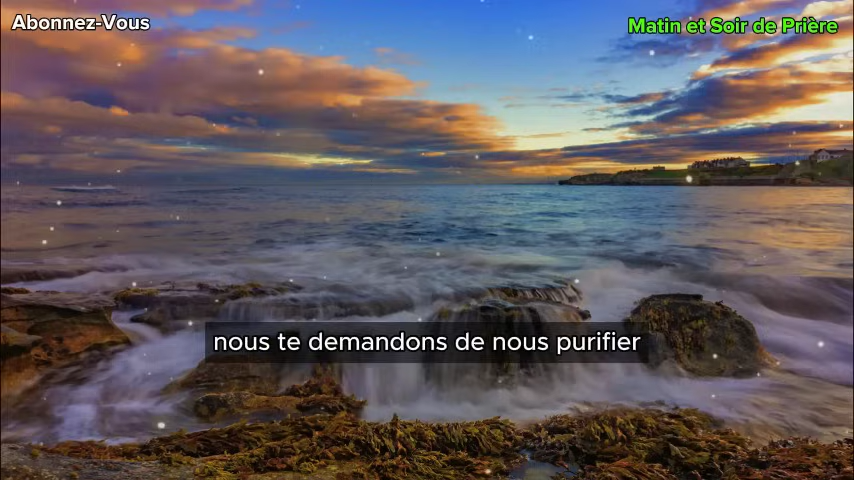 Abonnez-Vous
Matin et Soir de Prière
nous te demandons de nous purifier